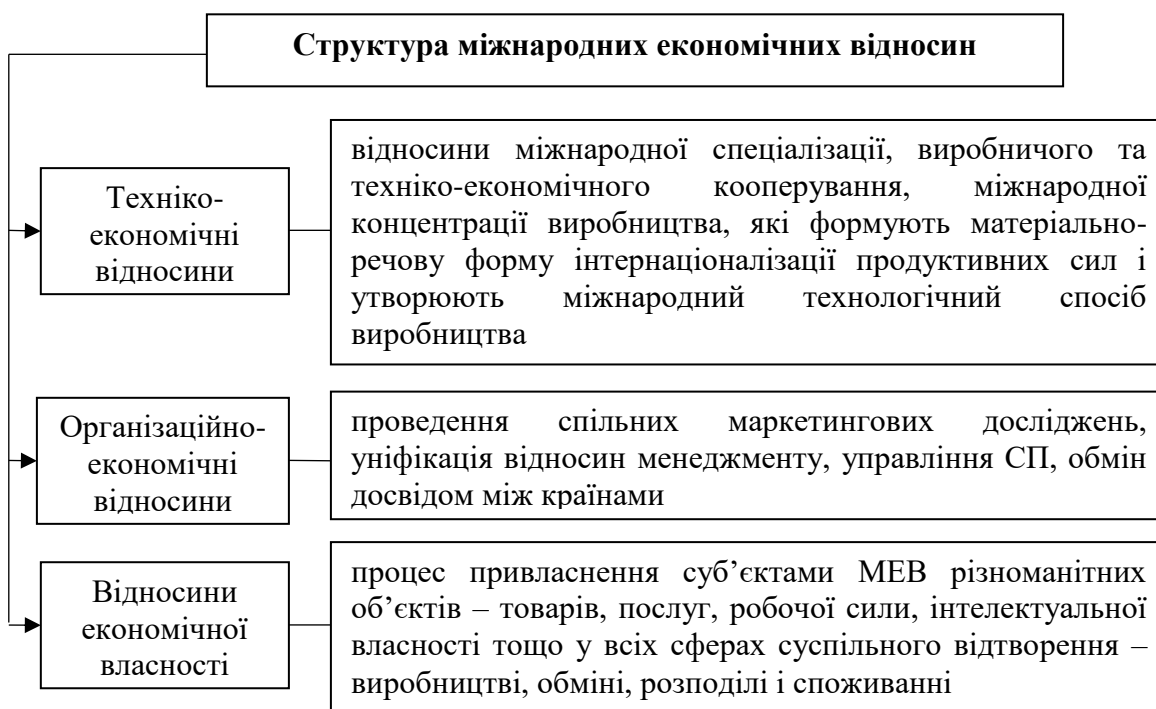 Структура міжнародних економічних відносин
Техніко-
економічні
відносини
відносини міжнародної спеціалізації, виробничого та
техніко-економічного кооперування, міжнародної
концентрації виробництва, які формують матеріально-
речову форму інтернаціоналізації продуктивних сил і
утворюють міжнародний технологічний спосіб
виробництва
Організаційно-
економічні
відносини
проведення спільних маркетингових досліджень,
уніфікація відносин менеджменту, управління СП, обмін
досвідом між країнами
Відносини
економічної
власності
процес привласнення суб’єктами МЕВ різноманітних
об’єктів – товарів, послуг, робочої сили, інтелектуальної
власності тощо у всіх сферах суспільного відтворення –
виробництві, обміні, розподілі і споживанні